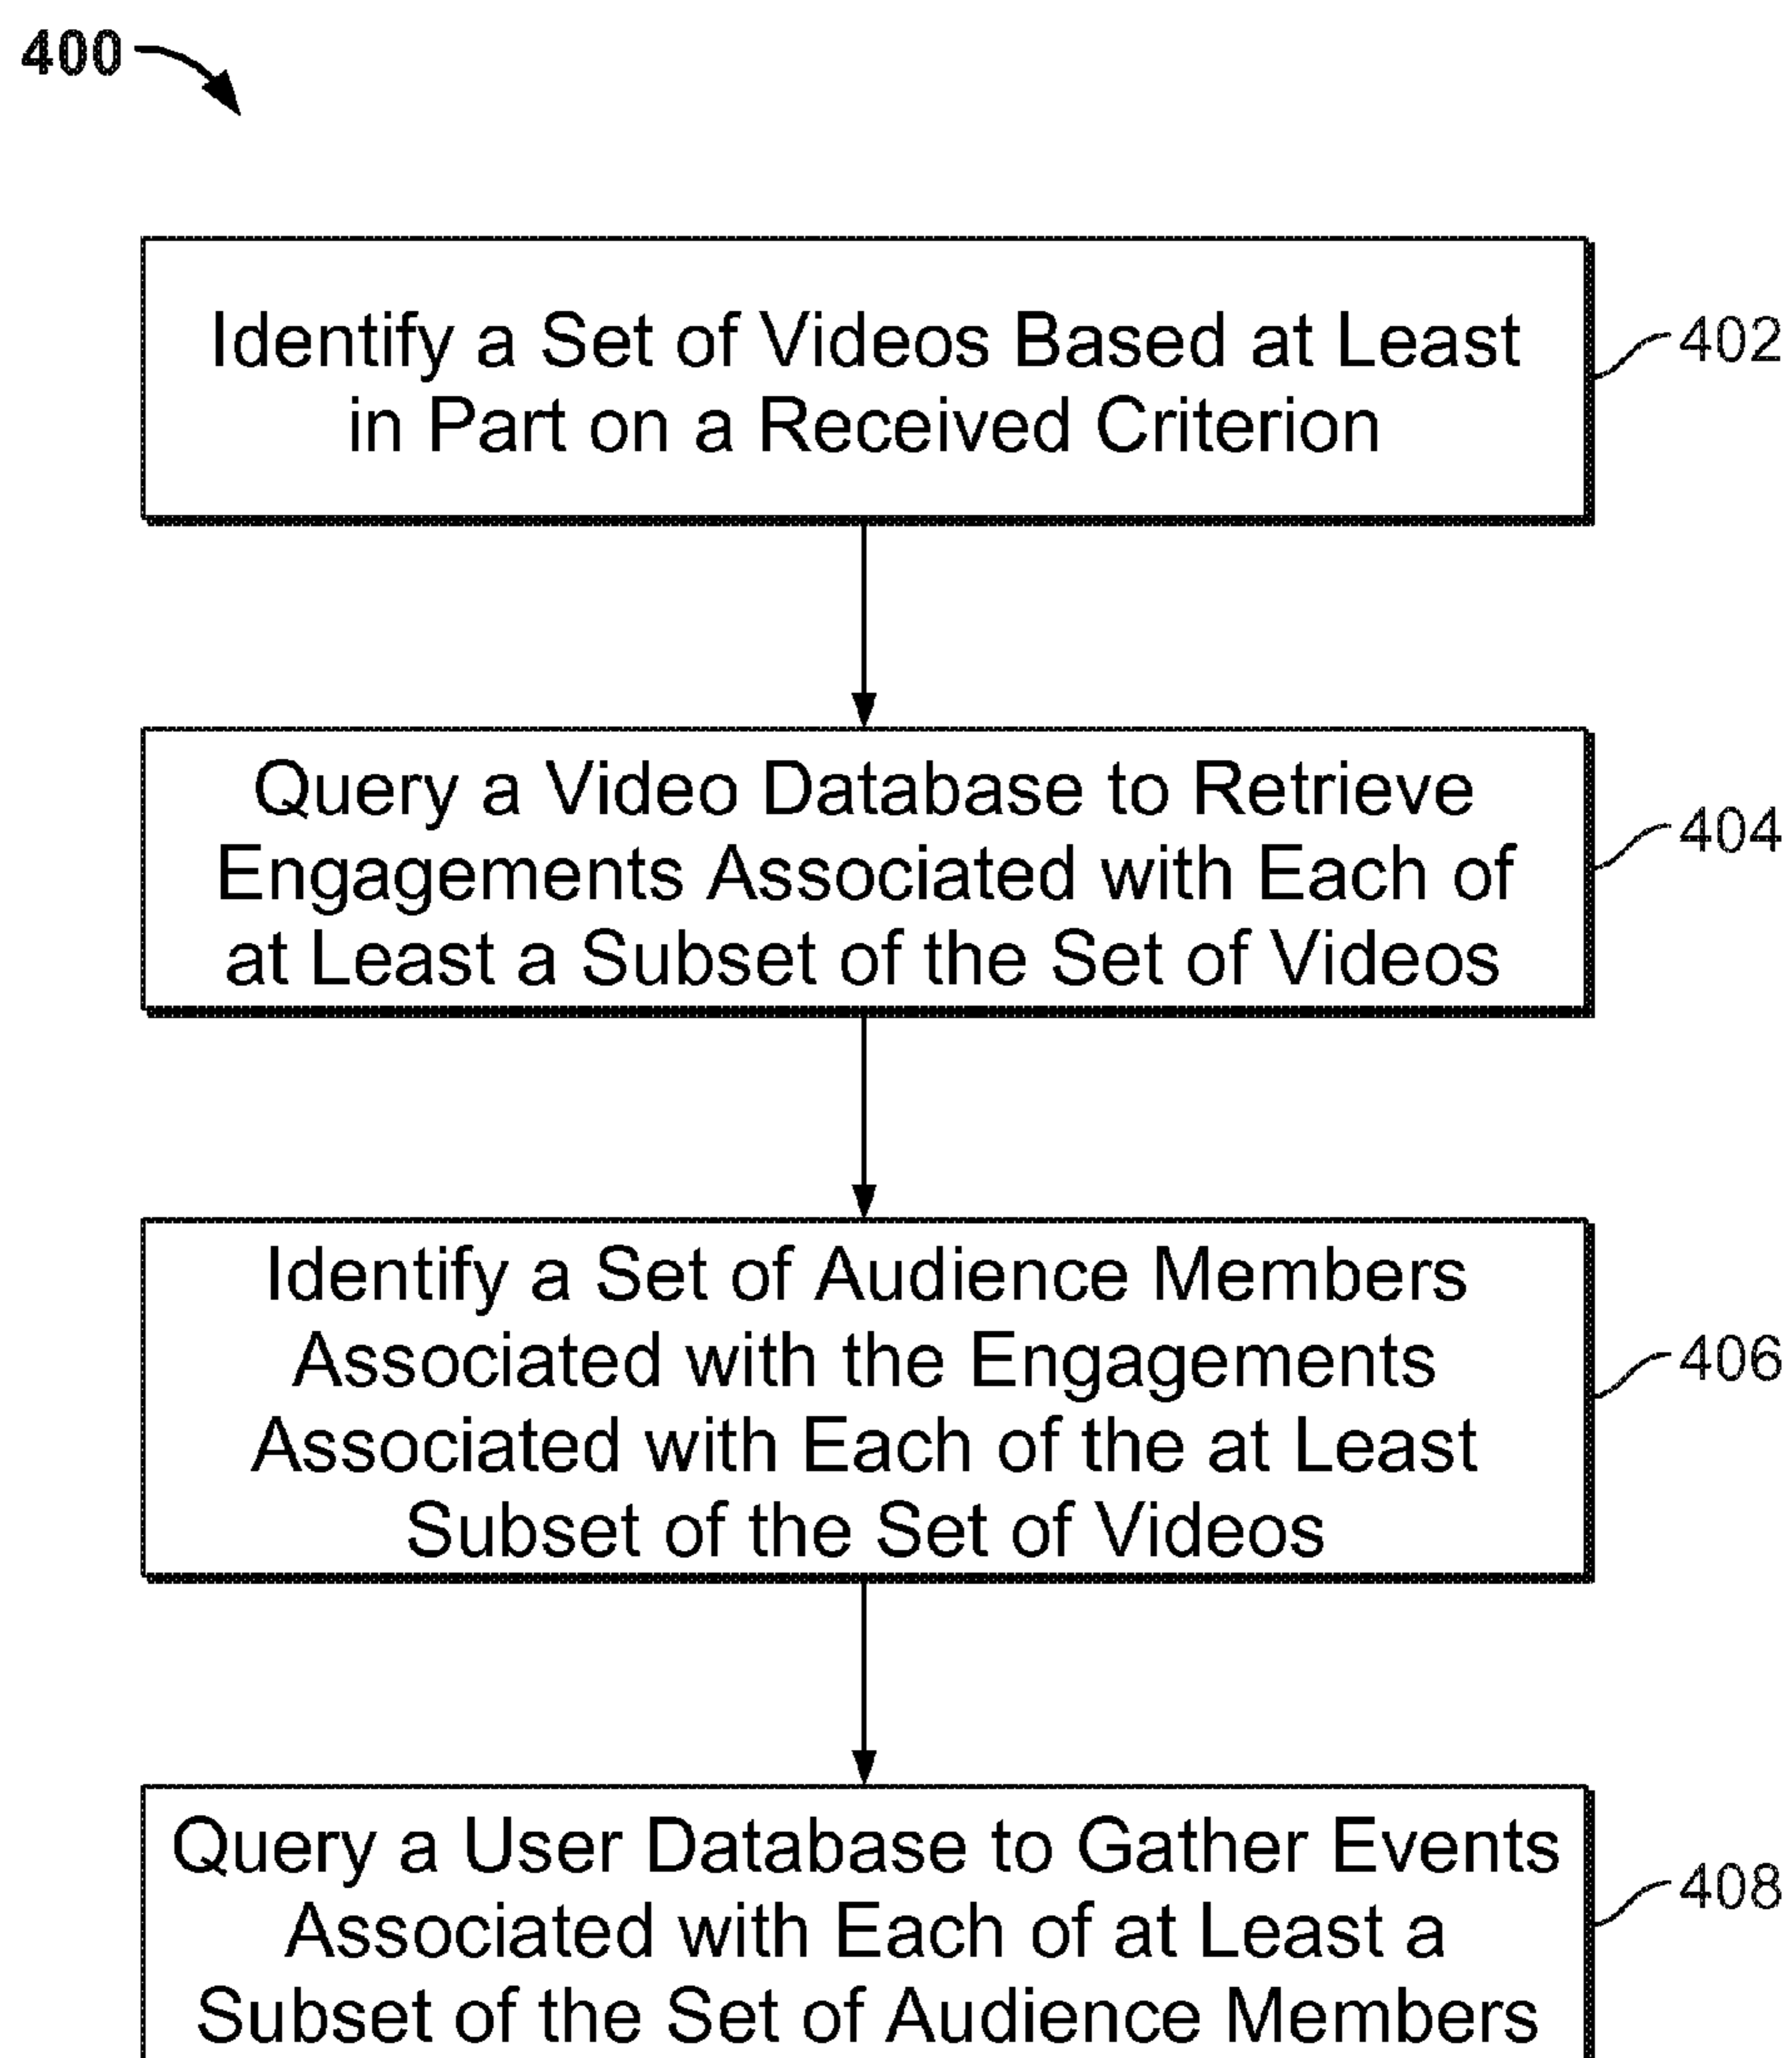 400
Identify a Set of Videos Based at Least
in Part on a Received Criterion
402
Query a Video Database to Retrieve
Engagements Associated with Each of
at Least a Subset of the Set of Videos
404
Identify a Set of Audience Members
Associated with the Engagements
Associated with Each of the at Least
Subset of the Set of Videos
406
Query a User Database to Gather Events
Associated with Each of at Least a
Subset of the Set of Audience Members
408